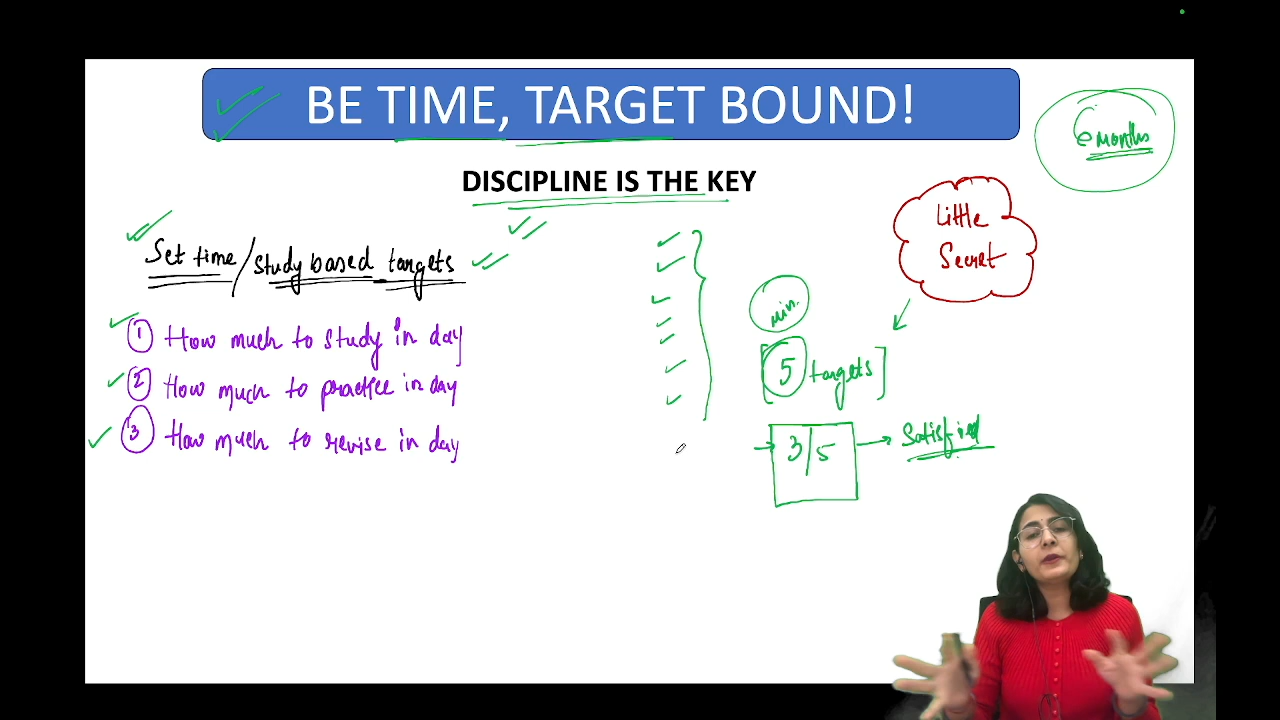 BE TIME, TARGET BOUND!
6 months
DISCIPLINE IS THE KEY
Little
Secret
Set time/study based targets
① How much to study in day
② How much to practice in day
③ How much to revise in day
min.
[5 targets]
3/5 → Satisfied